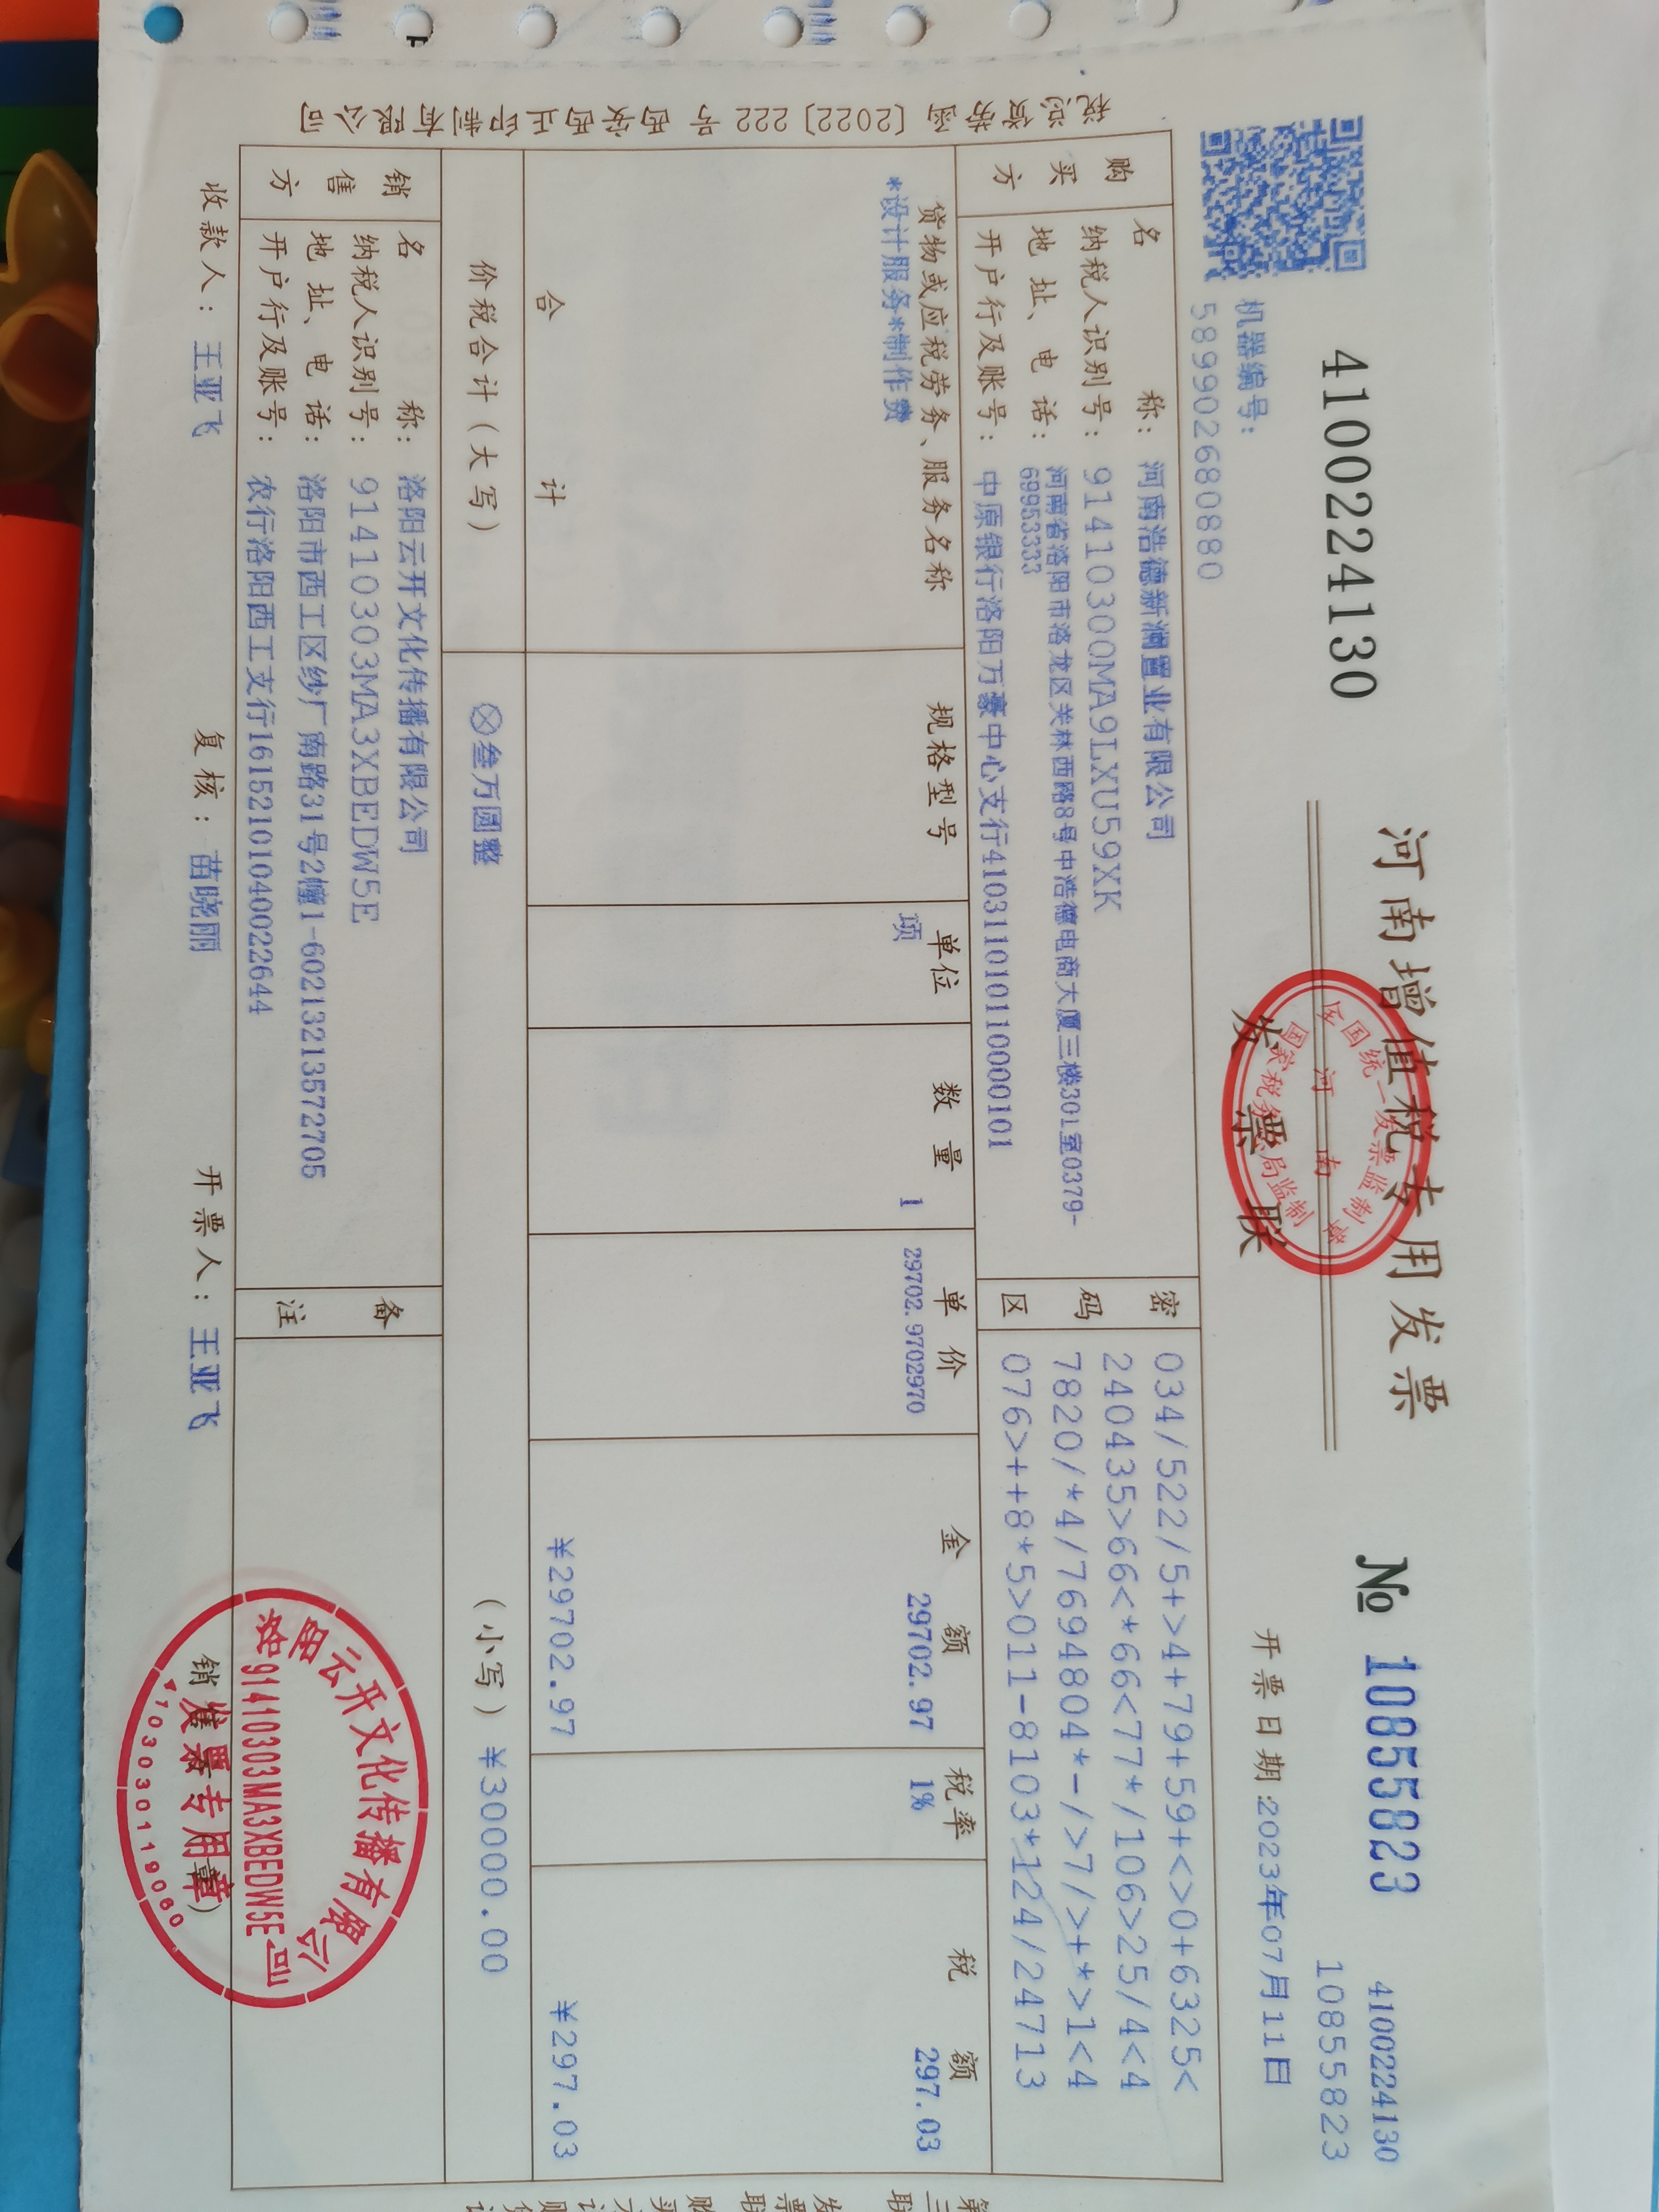 4100224130
河南增值税专用发票
发票联
№ 10855823
4100224130
10855823
机器编号：
589902680880
开票日期:2023年07月11日
全国统一发票监制章
河南
国家税务总局监制
税总货劳函〔2022〕222号 西安西正印制有限公司
购买方
名称：河南浩德新澜置业有限公司
纳税人识别号：91410300MA9LXU59XK
地址、电话：河南省洛阳市洛龙区关林西路8号中浩德电商大厦三楼301室0379-
69953333
开户行及账号：中原银行洛阳万豪中心支行410311010110000101
密码区
034/522/5+>4+79+59+<>0+6325<
240435>66<*66<77*/106>25/4<4
7820/*4/7694804*-/>7/>+*>1<4
076>++8*5>011-8103*124/24713
货物或应税劳务、服务名称 规格型号 单位 数量 单价 金额 税率 税额
*设计服务*制作费 项 1 29702.9702970 29702.97 1% 297.03
合计 ¥29702.97 ¥297.03
价税合计（大写） ⊗叁万圆整 （小写）¥30000.00
销售方
名称：洛阳云开文化传播有限公司
纳税人识别号：91410303MA3XBEDW5E
地址、电话：洛阳市西工区纱厂南路31号2幢1-60213213572705
开户行及账号：农行洛阳西工支行16152101040022644
备注
收款人：王亚飞 复核：苗晓丽 开票人：王亚飞 销
洛阳云开文化传播有限公司
91410303MA3XBEDW5E
发票专用章